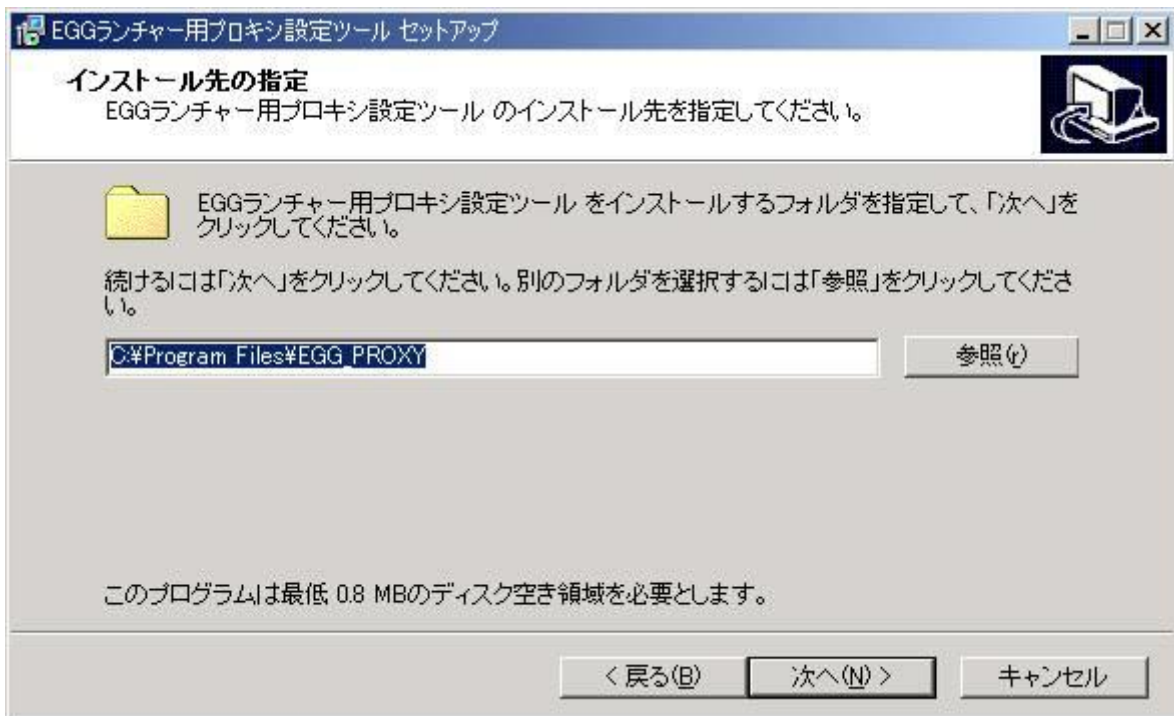 EGGランチャー用プロキシ設定ツール セットアップ
インストール先の指定
EGGランチャー用プロキシ設定ツール のインストール先を指定してください。
EGGランチャー用プロキシ設定ツール をインストールするフォルダを指定して、「次へ」を
クリックしてください。
続けるには「次へ」をクリックしてください。別のフォルダを選択するには「参照」をクリックしてくださ
い。
C:¥Program Files¥EGG_PROXY
参照(r)
このプログラムは最低 0.8 MBのディスク空き領域を必要とします。
< 戻る(B)
次へ(N) >
キャンセル